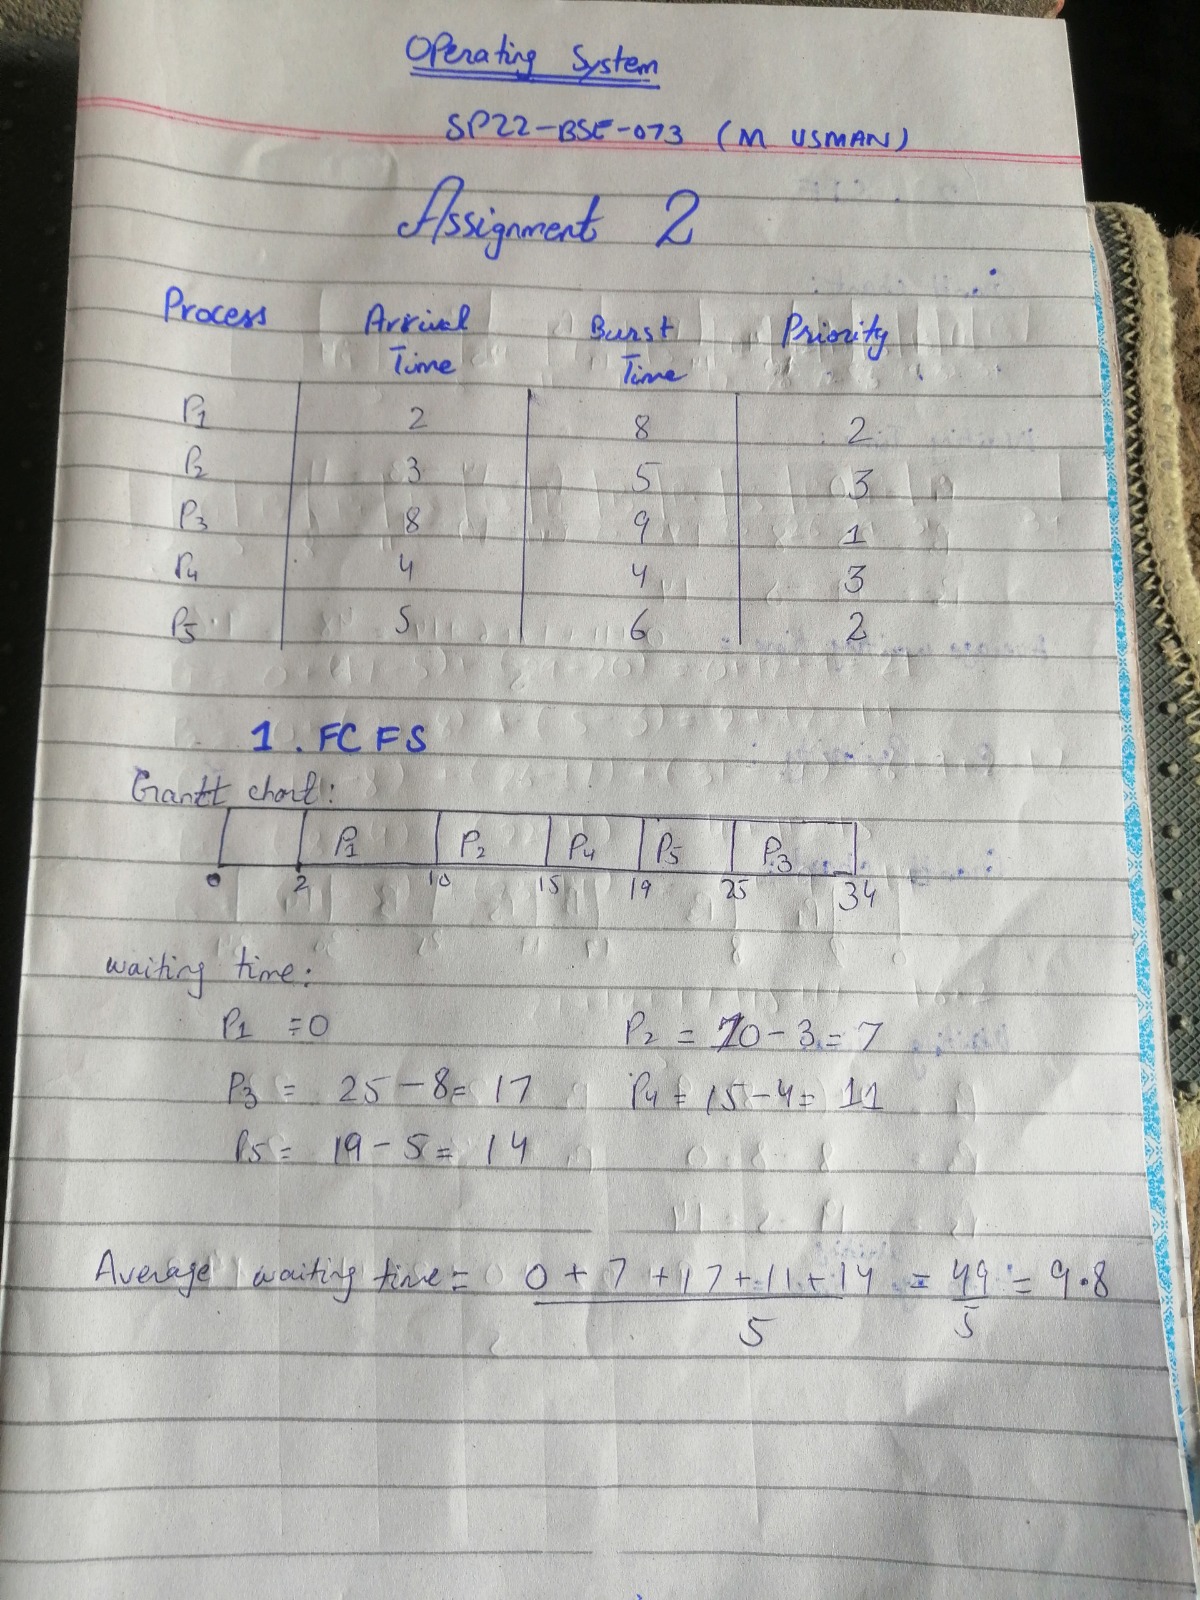 Operating System
SP22-BSE-073 (M USMAN)
Assignment 2
Process Arrival Time Burst Time Priority
P1 2 8 2
P2 3 5 3
P3 8 9 1
P4 4 4 3
P5 5 6 2
1. FCFS
Gantt chart:
P1 P2 P4 P5 P3
0 2 10 15 19 25 34
waiting time:
P1 = 0 P2 = 10 - 3 = 7
P3 = 25 - 8 = 17 P4 = 15 - 4 = 11
P5 = 19 - 5 = 14
Average waiting time = 0 + 7 + 17 + 11 + 14 = 49 = 9.8
5 5